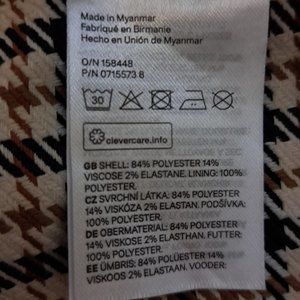 Made in Myanmar
Fabriqué en Birmanie
Hecho en Unión de Myanmar
O/N 158448
P/N 0715573 8
30
clevercare.info
GB SHELL: 84% POLYESTER 14%
VISCOSE 2% ELASTANE. LINING: 100%
POLYESTER.
CZ SVRCHNÍ LÁTKA: 84% POLYESTER
14% VISKÓZA 2% ELASTAN. PODŠÍVKA:
100% POLYESTER.
DE OBERMATERIAL: 84% POLYESTER
14% VISKOSE 2% ELASTHAN. FUTTER:
100% POLYESTER.
EE ÜMBRIS: 84% POLÜESTER 14%
VISKOOS 2% ELASTAAN. VOODER: